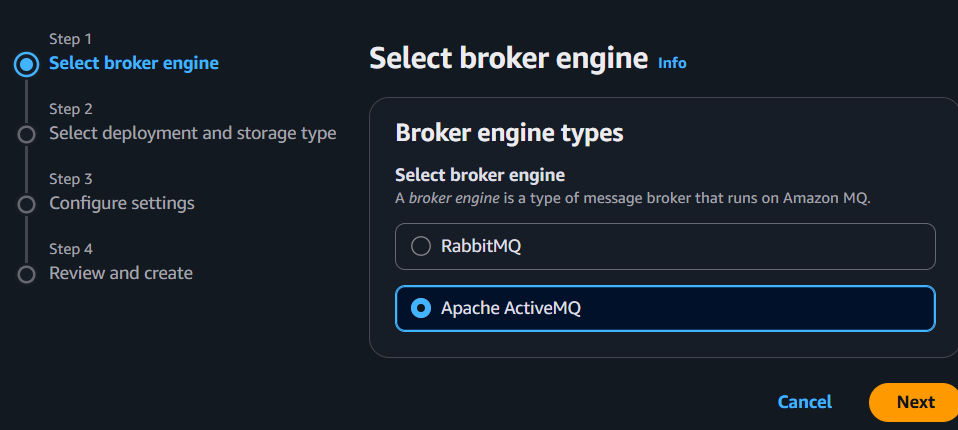 Step 1
Select broker engine
Step 2
Select deployment and storage type
Step 3
Configure settings
Step 4
Review and create
Select broker engine Info
Broker engine types
Select broker engine
A broker engine is a type of message broker that runs on Amazon MQ.
RabbitMQ
Apache ActiveMQ
Cancel Next